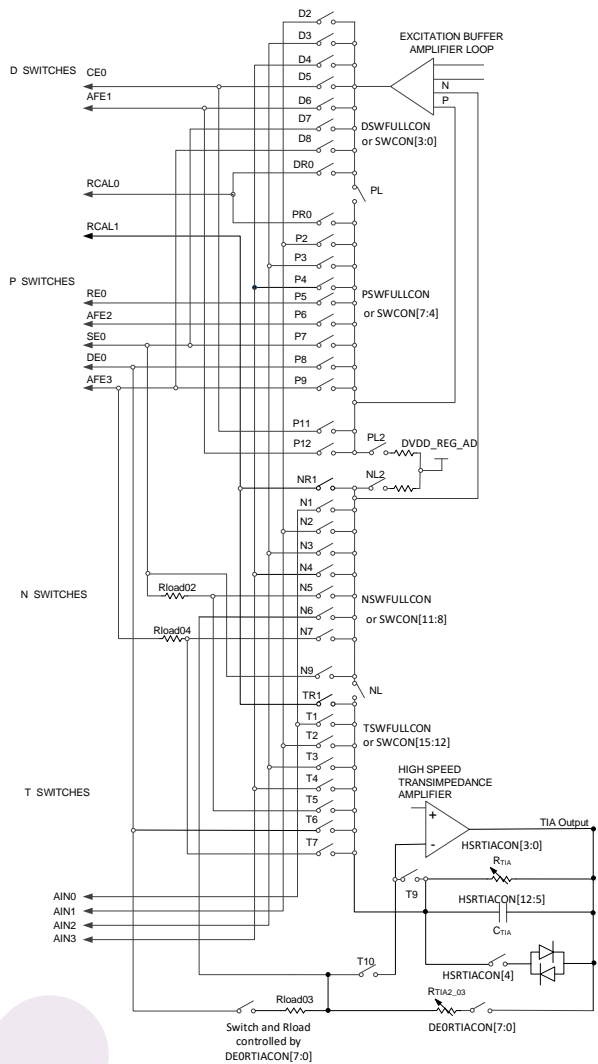 D2
EXCITATION BUFFER
AMPLIFIER LOOP
D3
D SWITCHES
CE0
D4
D5
N
AFE1
D6
P
D7
DSWFULLCON
or SWCON[3:0]
D8
DR0
RCAL0
PL
PR0
RCAL1
P2
P3
P SWITCHES
P4
PSWFULLCON
or SWCON[7:4]
RE0
P5
AFE2
P6
SE0
P7
DE0
P8
AFE3
P9
P11
P12
PL2
DVDD_REG_AD
NR1
NL2
N1
N2
N3
N4
N SWITCHES
Rload02
N5
NSWFULLCON
or SWCON[11:8]
N6
Rload04
N7
N9
NL
TR1
T1
TSWFULLCON
or SWCON[15:12]
T2
T3
HIGH SPEED
TRANSIMPEDANCE
AMPLIFIER
T SWITCHES
T4
T5
+
TIA Output
T6
HSRTIACON[3:0]
-
T7
RTIA
T9
AIN0
HSRTIACON[12:5]
AIN1
CTIA
AIN2
AIN3
T10
HSRTIACON[4]
Rload03
RTIA2_03
Switch and Rload
controlled by
DE0RTIACON[7:0]
DE0RTIACON[7:0]